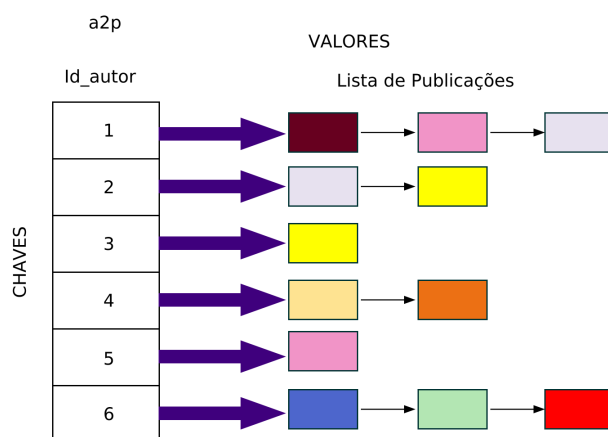 a2p
VALORES
Id_autor
Lista de Publicações
CHAVES
1
2
3
4
5
6